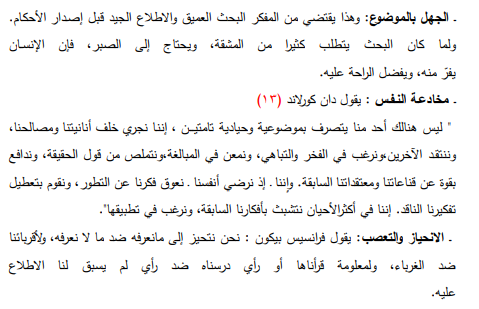 ـ الجهل بالموضوع: وهذا يقتضي من المفكر البحث العميق والاطلاع الجيد قبل إصدار الأحكام.
ولما كان البحث يتطلب كثيرا من المشقة، ويحتاج إلى الصبر، فإن الإنسان
يفرّ منه، ويفضل الراحة عليه.
ـ مخادعة النفس : يقول دان كورلاند (١٣)
" ليس هنالك أحد منا يتصرف بموضوعية وحيادية تامتيـن ، إننا نجري خلف أنانيتنا ومصالحنا،
وننتقد الآخرين،ونرغب في الفخر والتباهي، ونمعن في المبالغة،ونتملص من قول الحقيقة، وندافع
بقوة عن قناعاتنا ومعتقداتنا السابقة. وإننا ـ إذ نرضي أنفسنا ـ نعوق فكرنا عن التطور، ونقوم بتعطيل
تفكيرنا الناقد. إننا في أكثرالأحيان نتشبث بأفكارنا السابقة، ونرغب في تطبيقها".
ـ الانحياز والتعصب: يقول فرانسيس بيكون : نحن نتحيز إلى مانعرفه ضد ما لا نعرفه، ولأقربائنا
ضد الغرباء، ولمعلومة قرأناها أو رأي درسناه ضد رأي لم يسبق لنا الاطلاع
عليه.